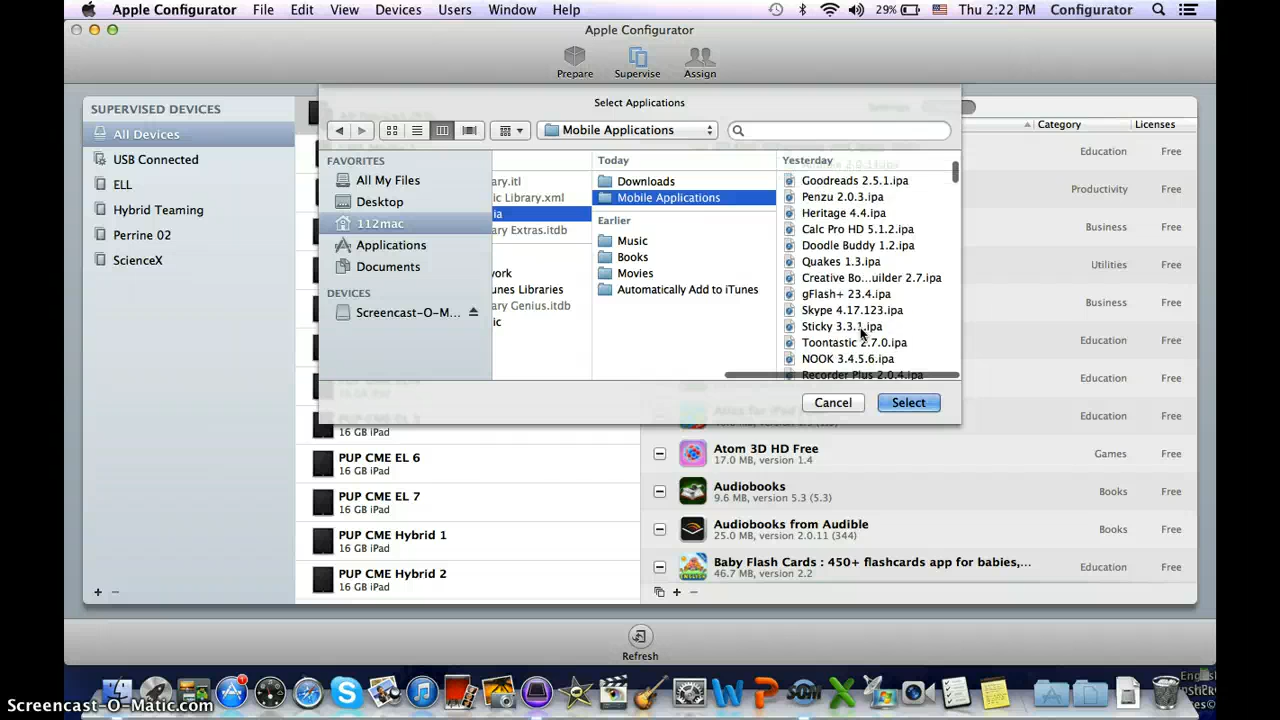 Apple Configurator File Edit View Devices Users Window Help 29% Thu 2:22 PM Configurator
Apple Configurator
Prepare Supervise Assign
SUPERVISED DEVICES
All Devices
USB Connected
ELL
Hybrid Teaming
Perrine 02
ScienceX
Select Applications
Mobile Applications
FAVORITES
All My Files
Desktop
112mac
Applications
Documents
DEVICES
Screencast-O-M...
ary.itl
ic Library.xml
ia
ary Extras.itdb
work
unes Libraries
ary Genius.itdb
ic
Today
Downloads
Mobile Applications
Earlier
Music
Books
Movies
Automatically Add to iTunes
Yesterday
Goodreads 2.5.1.ipa
Penzu 2.0.3.ipa
Heritage 4.4.ipa
Calc Pro HD 5.1.2.ipa
Doodle Buddy 1.2.ipa
Quakes 1.3.ipa
Creative Bo...uilder 2.7.ipa
gFlash+ 23.4.ipa
Skype 4.17.123.ipa
Sticky 3.3.1.ipa
Toontastic 2.7.0.ipa
NOOK 3.4.5.6.ipa
Recorder Plus 2.0.4.ipa
Cancel Select
Category Licenses
Education Free
Productivity Free
Business Free
Utilities Free
Business Free
Education Free
Education Free
Education Free
16 GB iPad
PUP CME EL 6
16 GB iPad
PUP CME EL 7
16 GB iPad
PUP CME Hybrid 1
16 GB iPad
PUP CME Hybrid 2
16 GB iPad
Atom 3D HD Free Games Free
17.0 MB, version 1.4
Audiobooks Books Free
9.6 MB, version 5.3 (5.3)
Audiobooks from Audible Books Free
25.0 MB, version 2.0.11 (344)
Baby Flash Cards : 450+ flashcards app for babies,... Education Free
46.7 MB, version 2.2
Refresh
Screencast-O-Matic.com